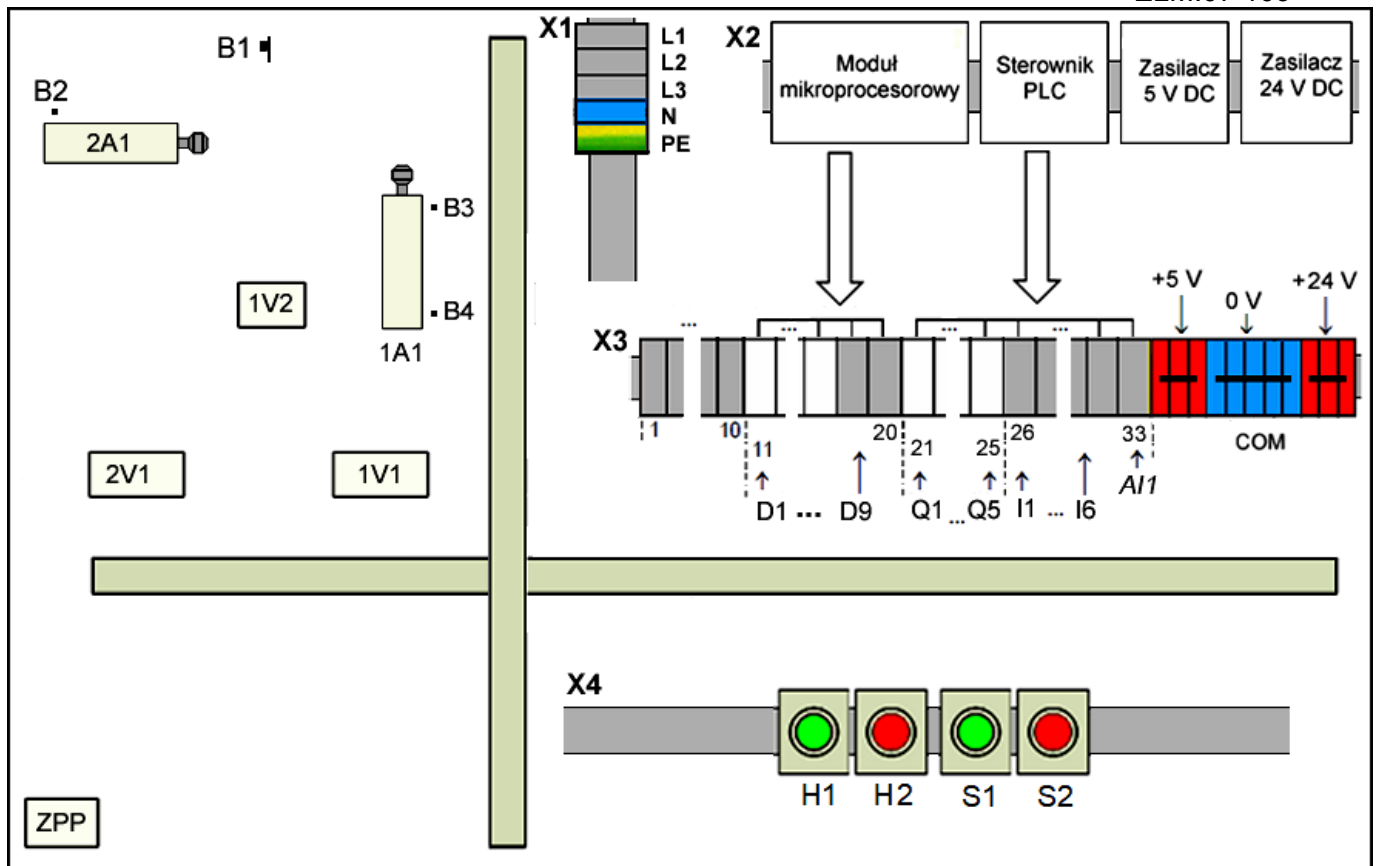 B1
B2
2A1
B3
1V2
B4
1A1
2V1
1V1
ZPP
X1
L1
L2
L3
N
PE
X2
Moduł
mikroprocesorowy
Sterownik
PLC
Zasilacz
5 V DC
Zasilacz
24 V DC
+5 V
0 V
+24 V
X3
... ... ... ...
1 10 11 20 21 25 26 33
COM
D1 ... D9 Q1 ... Q5 I1 ... I6 AI1
X4
H1 H2 S1 S2